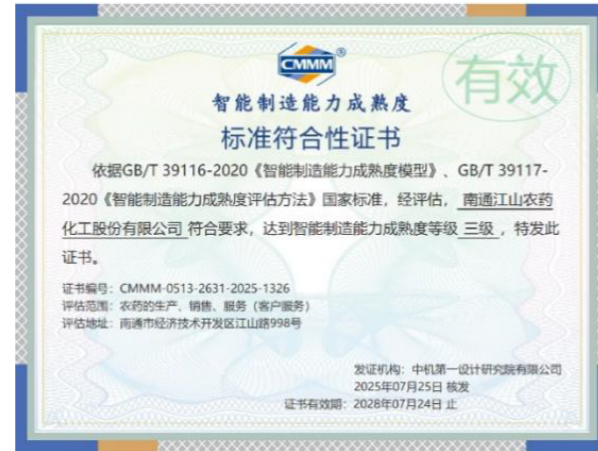 CMMM®
有效
智能制造能力成熟度
标准符合性证书
依据GB/T 39116-2020《智能制造能力成熟度模型》、GB/T 39117-
2020《智能制造能力成熟度评估方法》国家标准，经评估，南通江山农药
化工股份有限公司 符合要求，达到智能制造能力成熟度等级 三级 ，特发此
证书。
证书编号：CMMM-0513-2631-2025-1326
评估范围：农药的生产、销售、服务（客户服务）
评估地址：南通市经济技术开发区江山路998号
发证机构：中机第一设计研究院有限公司
2025年07月25日 核发
证书有效期：2028年07月24日 止